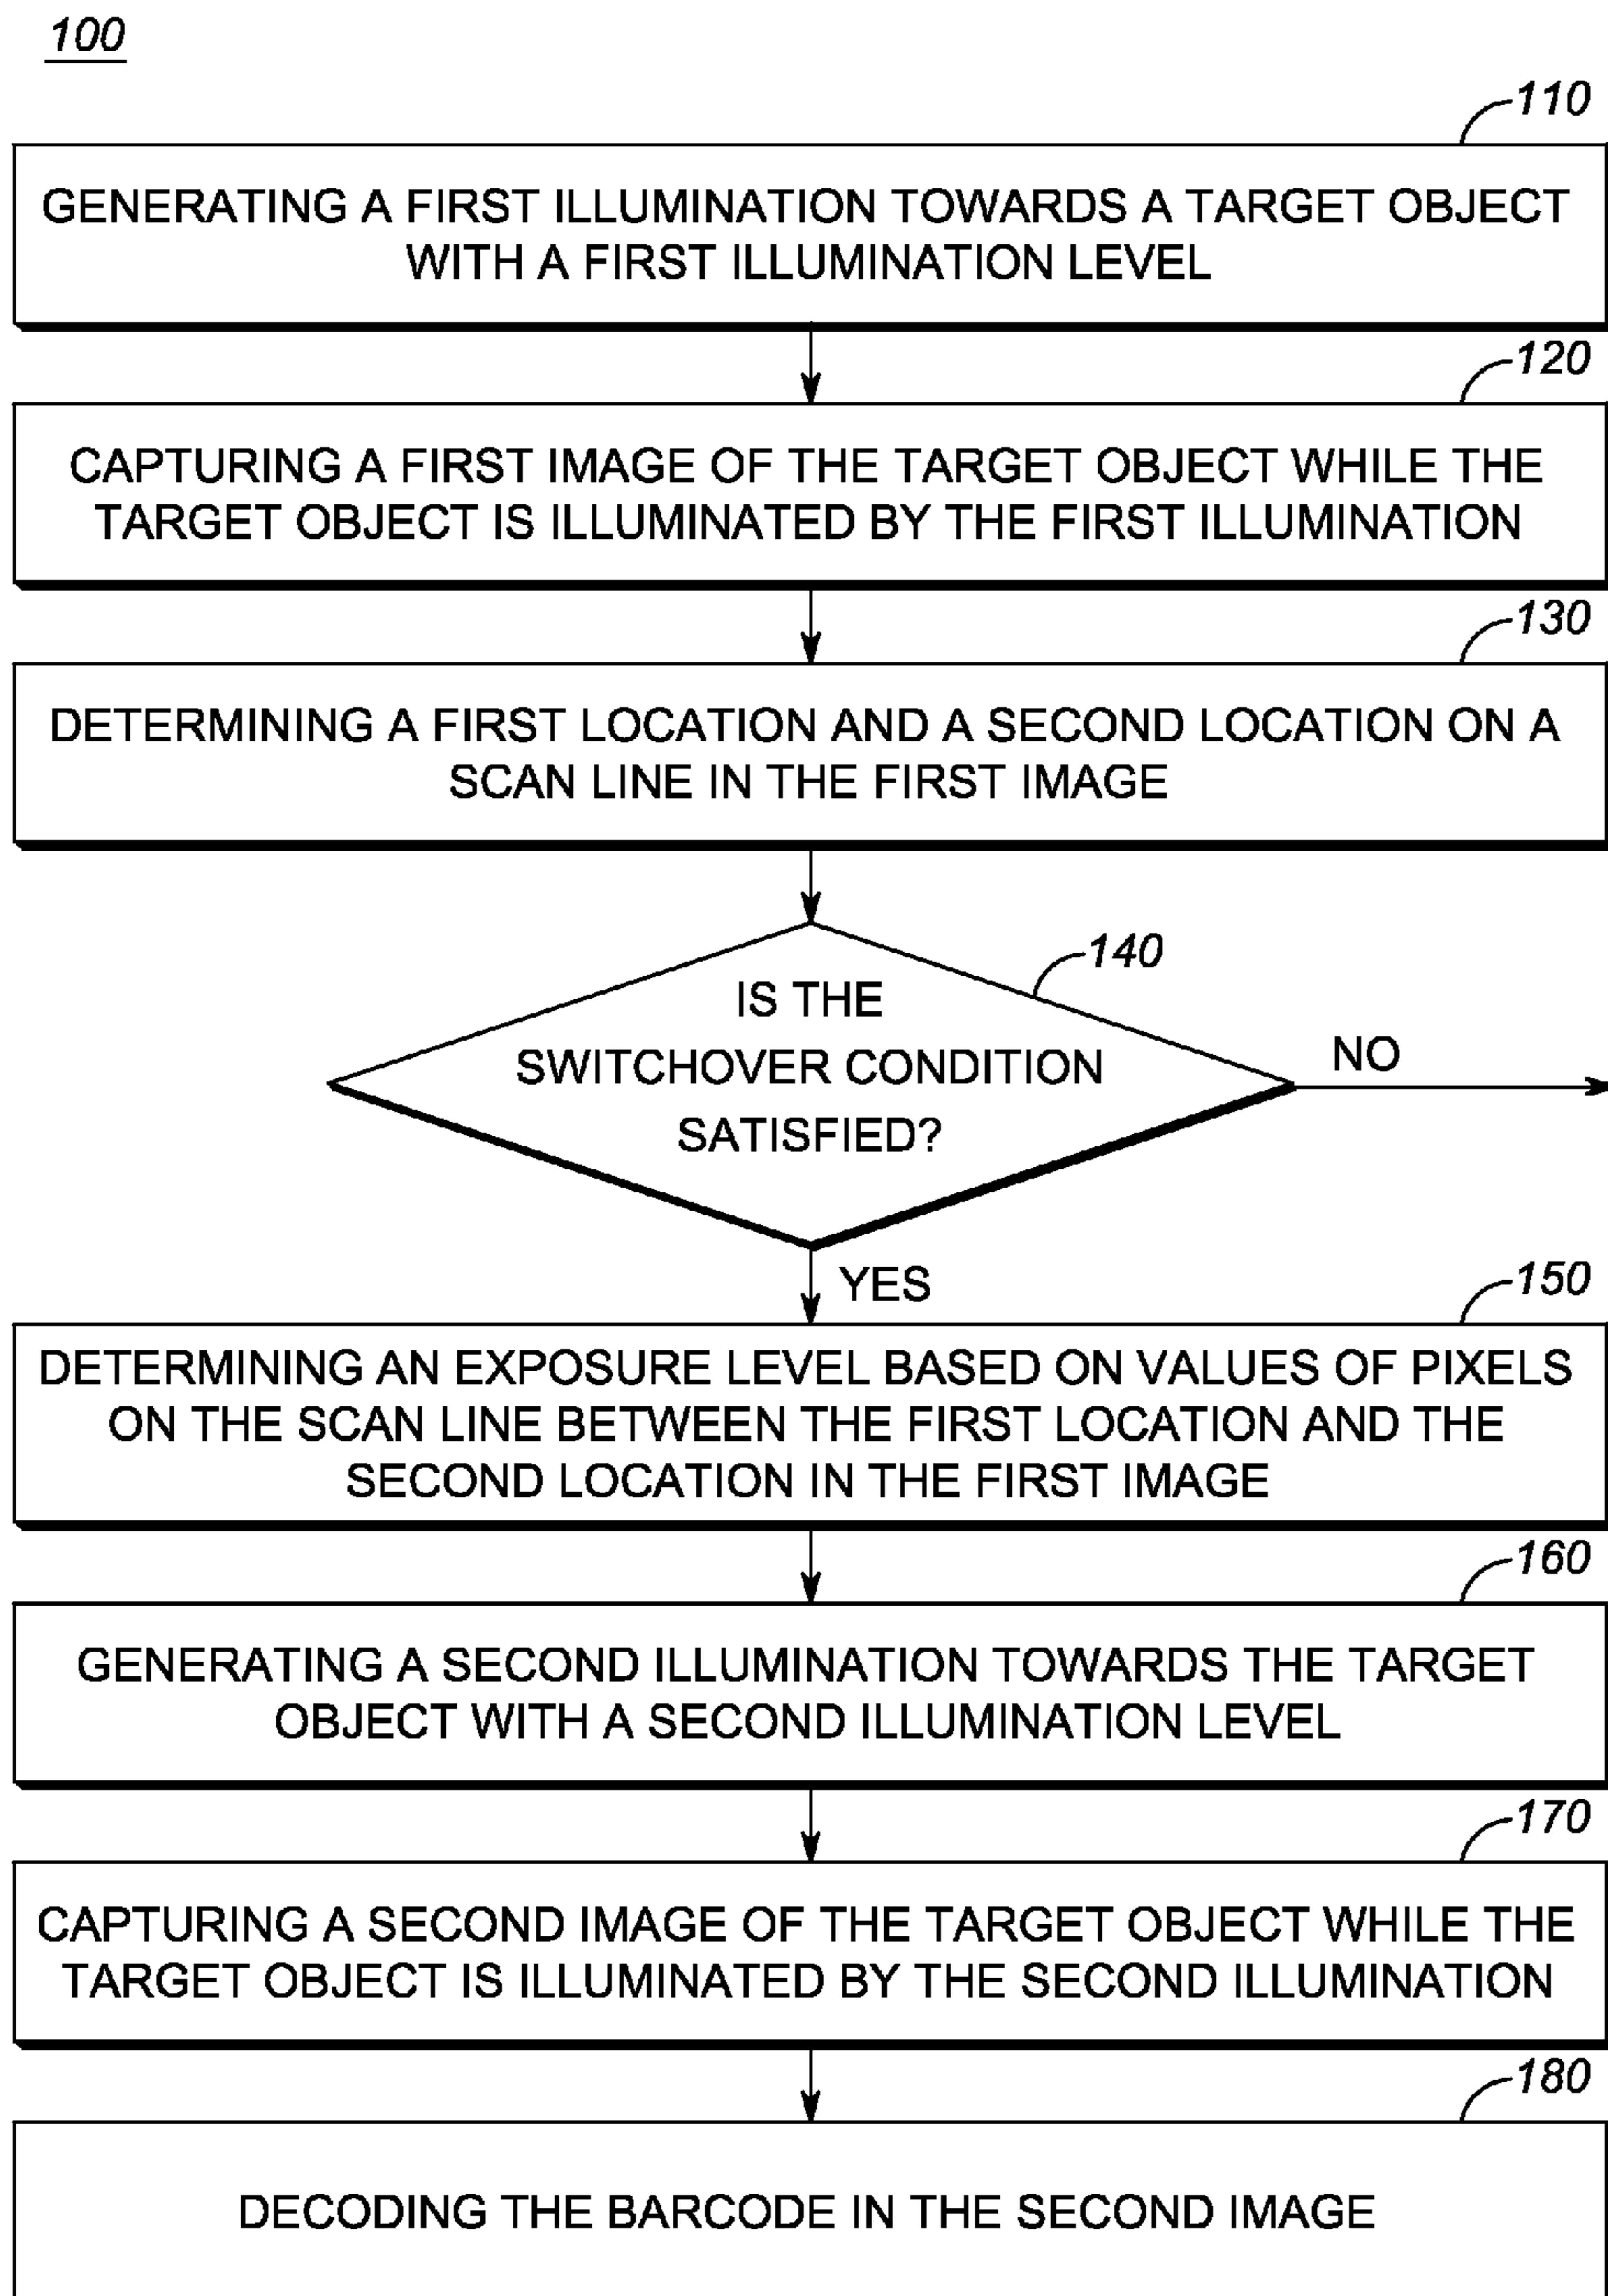 100
110
GENERATING A FIRST ILLUMINATION TOWARDS A TARGET OBJECT
WITH A FIRST ILLUMINATION LEVEL
120
CAPTURING A FIRST IMAGE OF THE TARGET OBJECT WHILE THE
TARGET OBJECT IS ILLUMINATED BY THE FIRST ILLUMINATION
130
DETERMINING A FIRST LOCATION AND A SECOND LOCATION ON A
SCAN LINE IN THE FIRST IMAGE
140
IS THE
SWITCHOVER CONDITION
SATISFIED?
NO
YES
150
DETERMINING AN EXPOSURE LEVEL BASED ON VALUES OF PIXELS
ON THE SCAN LINE BETWEEN THE FIRST LOCATION AND THE
SECOND LOCATION IN THE FIRST IMAGE
160
GENERATING A SECOND ILLUMINATION TOWARDS THE TARGET
OBJECT WITH A SECOND ILLUMINATION LEVEL
170
CAPTURING A SECOND IMAGE OF THE TARGET OBJECT WHILE THE
TARGET OBJECT IS ILLUMINATED BY THE SECOND ILLUMINATION
180
DECODING THE BARCODE IN THE SECOND IMAGE